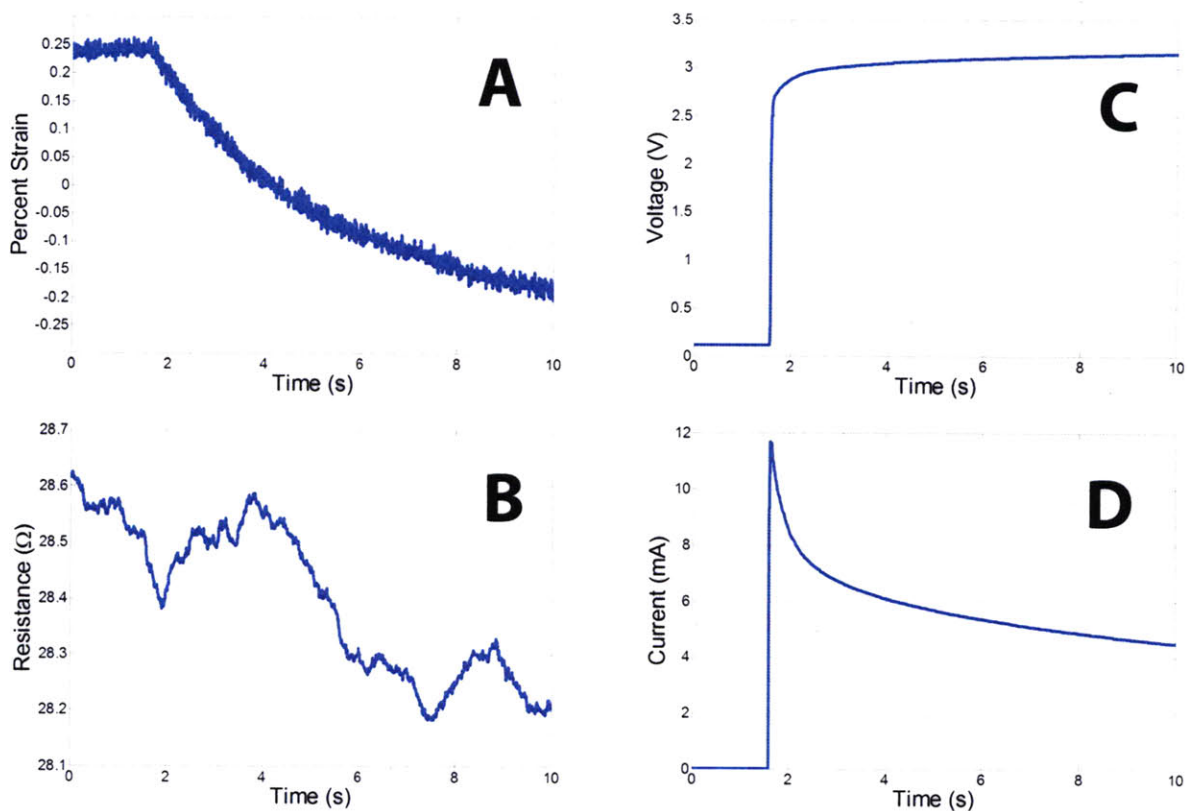 A
Percent Strain
0.25
0.2
0.15
0.1
0.05
0
-0.05
-0.1
-0.15
-0.2
-0.25
0 2 4 6 8 10
Time (s)
C
Voltage (V)
3.5
3
2.5
2
1.5
1
0.5
0
0 2 4 6 8 10
Time (s)
B
Resistance (Ω)
28.7
28.6
28.5
28.4
28.3
28.2
28.1
0 2 4 6 8 10
Time (s)
D
Current (mA)
12
10
8
6
4
2
0
0 2 4 6 8 10
Time (s)